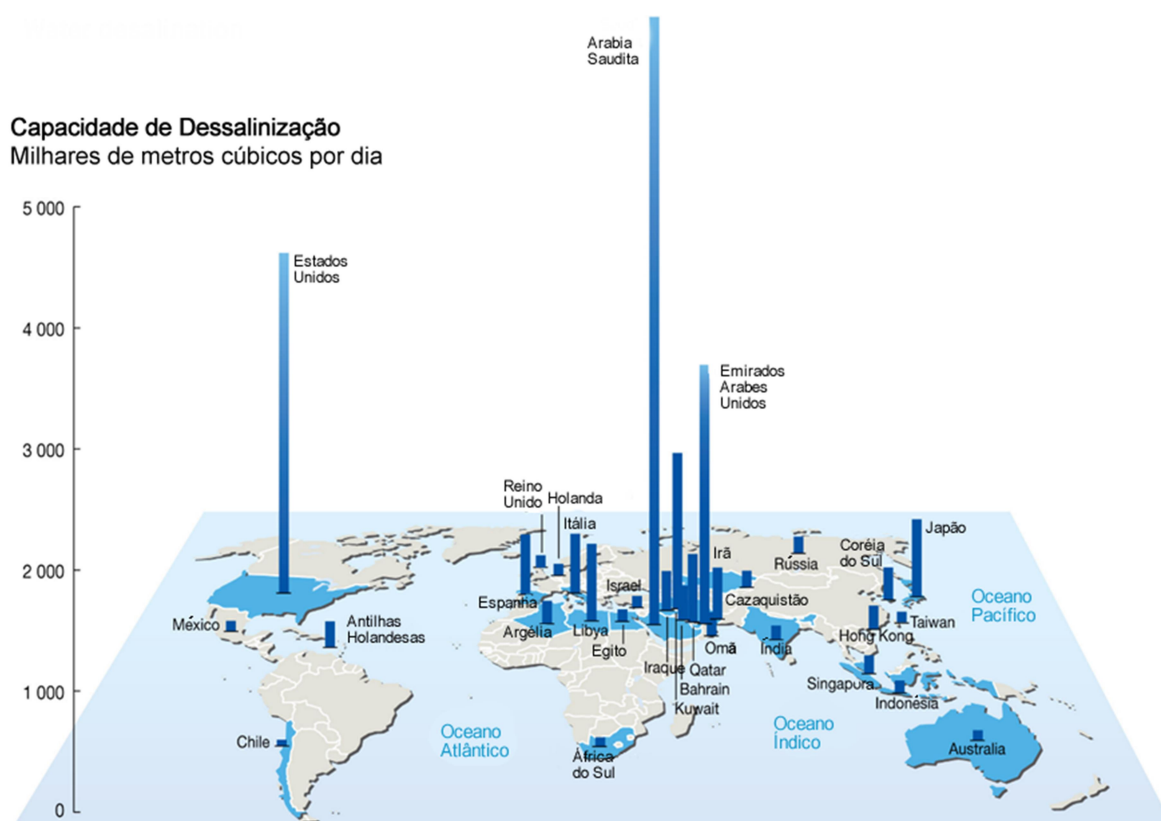 Capacidade de Dessalinização
Milhares de metros cúbicos por dia
5 000
4 000
3 000
2 000
1 000
0
Estados
Unidos
Arabia
Saudita
Emirados
Arabes
Unidos
Reino
Unido
Holanda
Itália
Espanha
Argélia
Libya
Egito
Israel
Iraque
Kuwait
Bahrain
Qatar
Omã
Irã
Cazaquistão
Rússia
Coréia
do Sul
Japão
Hong Kong
Taiwan
Índia
Singapura
Indonésia
Australia
México
Antilhas
Holandesas
Chile
África
do Sul
Oceano
Atlântico
Oceano
Índico
Oceano
Pacífico